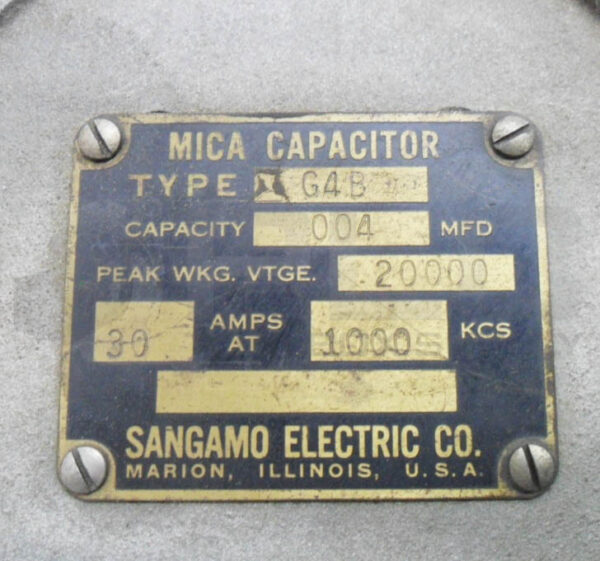 MICA CAPACITOR
TYPE G4B
CAPACITY 004 MFD
PEAK WKG. VTGE. 20000
30 AMPS AT 1000 KCS
SANGAMO ELECTRIC CO.
MARION, ILLINOIS, U.S.A.